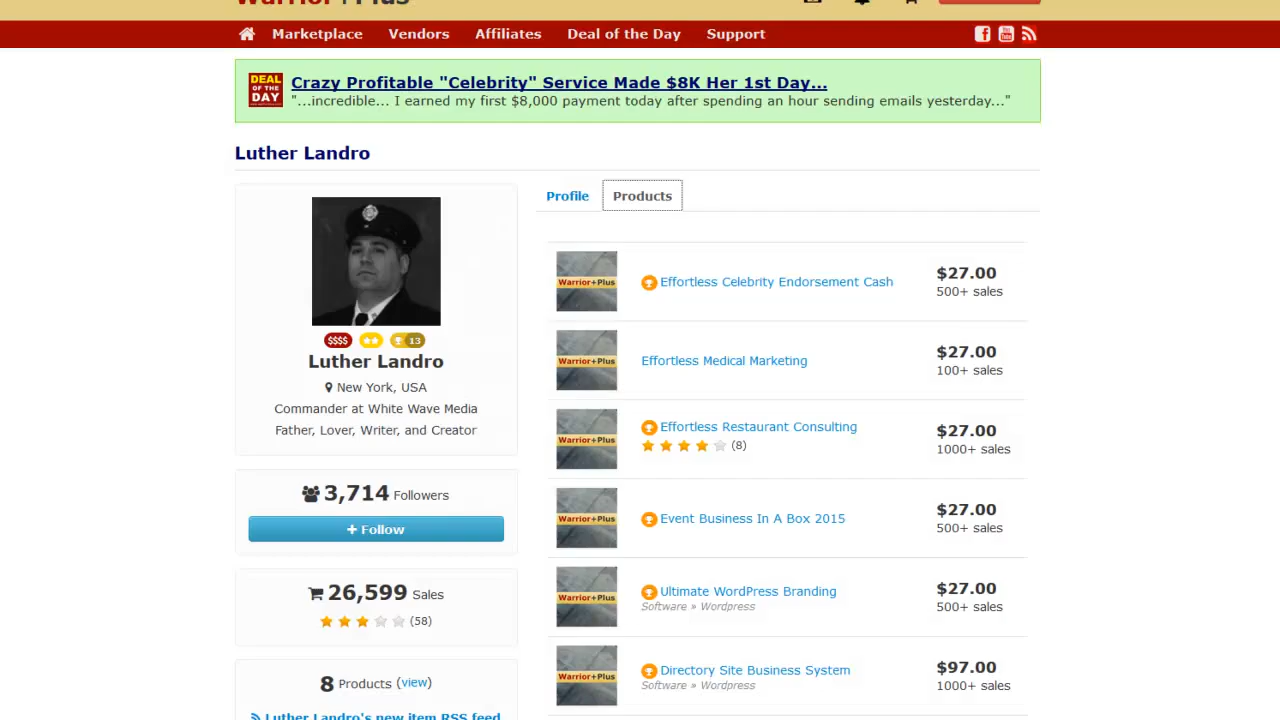 Warrior+Plus
Marketplace Vendors Affiliates Deal of the Day Support
DEAL OF THE DAY
Crazy Profitable "Celebrity" Service Made $8K Her 1st Day...
"...incredible... I earned my first $8,000 payment today after spending an hour sending emails yesterday..."
Luther Landro
Profile Products
$$$$ 13
Luther Landro
New York, USA
Commander at White Wave Media
Father, Lover, Writer, and Creator
3,714 Followers
+ Follow
26,599 Sales
(58)
8 Products (view)
Luther Landro's new item RSS feed
Warrior+Plus
Effortless Celebrity Endorsement Cash
$27.00
500+ sales
Warrior+Plus
Effortless Medical Marketing
$27.00
100+ sales
Warrior+Plus
Effortless Restaurant Consulting
(8)
$27.00
1000+ sales
Warrior+Plus
Event Business In A Box 2015
$27.00
500+ sales
Warrior+Plus
Ultimate WordPress Branding
Software » Wordpress
$27.00
500+ sales
Warrior+Plus
Directory Site Business System
Software » Wordpress
$97.00
1000+ sales